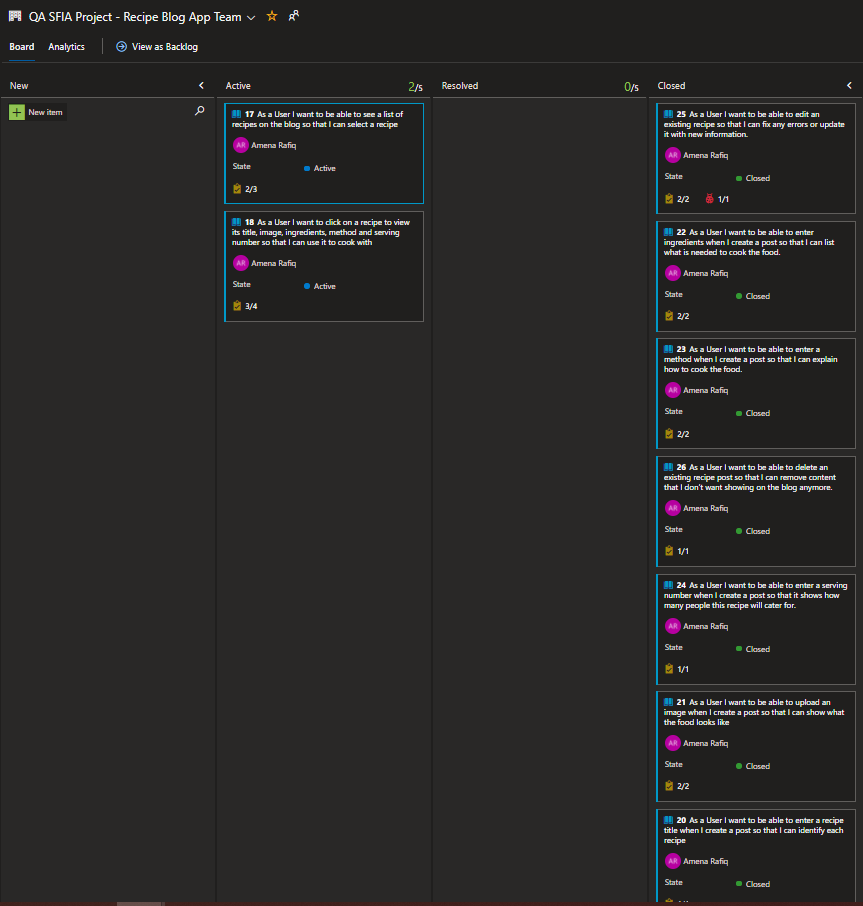 QA SFIA Project - Recipe Blog App Team
Board Analytics View as Backlog
New
New item
Active 2/5
17 As a User I want to be able to see a list of
recipes on the blog so that I can select a recipe
AR Amena Rafiq
State Active
2/3
18 As a User I want to click on a recipe to view
its title, image, ingredients, method and serving
number so that I can use it to cook with
AR Amena Rafiq
State Active
3/4
Resolved 0/5
Closed
25 As a User I want to be able to edit an
existing recipe so that I can fix any errors or update
it with new information.
AR Amena Rafiq
State Closed
2/2 1/1
22 As a User I want to be able to enter
ingredients when I create a post so that I can list
what is needed to cook the food.
AR Amena Rafiq
State Closed
2/2
23 As a User I want to be able to enter a
method when I create a post so that I can explain
how to cook the food.
AR Amena Rafiq
State Closed
2/2
26 As a User I want to be able to delete an
existing recipe post so that I can remove content
that I don't want showing on the blog anymore.
AR Amena Rafiq
State Closed
1/1
24 As a User I want to be able to enter a serving
number when I create a post so that it shows how
many people this recipe will cater for.
AR Amena Rafiq
State Closed
1/1
21 As a User I want to be able to upload an
image when I create a post so that I can show what
the food looks like
AR Amena Rafiq
State Closed
2/2
20 As a User I want to be able to enter a recipe
title when I create a post so that I can identify each
recipe
AR Amena Rafiq
State Closed